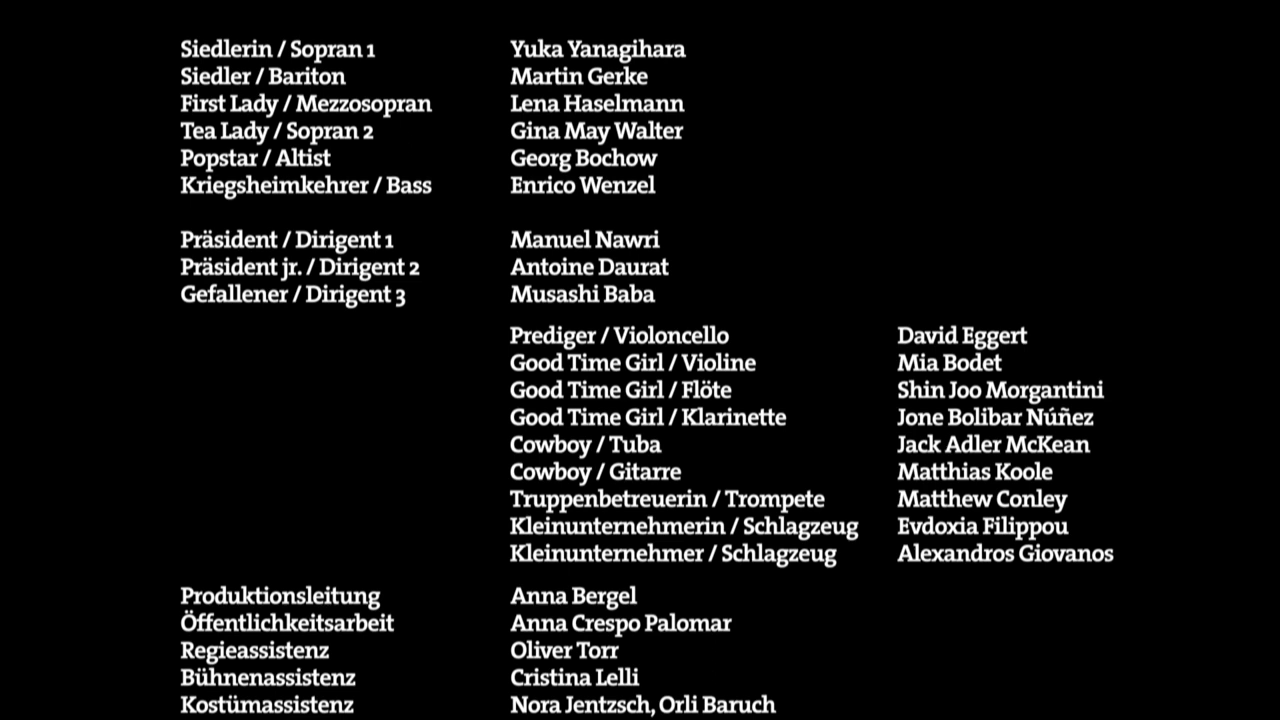 Siedlerin / Sopran 1 Yuka Yanagihara
Siedler / Bariton Martin Gerke
First Lady / Mezzosopran Lena Haselmann
Tea Lady / Sopran 2 Gina May Walter
Popstar / Altist Georg Bochow
Kriegsheimkehrer / Bass Enrico Wenzel
Präsident / Dirigent 1 Manuel Nawri
Präsident jr. / Dirigent 2 Antoine Daurat
Gefallener / Dirigent 3 Musashi Baba
Prediger / Violoncello David Eggert
Good Time Girl / Violine Mia Bodet
Good Time Girl / Flöte Shin Joo Morgantini
Good Time Girl / Klarinette Jone Bolibar Núñez
Cowboy / Tuba Jack Adler McKean
Cowboy / Gitarre Matthias Koole
Truppenbetreuerin / Trompete Matthew Conley
Kleinunternehmerin / Schlagzeug Evdoxia Filippou
Kleinunternehmer / Schlagzeug Alexandros Giovanos
Produktionsleitung Anna Bergel
Öffentlichkeitsarbeit Anna Crespo Palomar
Regieassistenz Oliver Torr
Bühnenassistenz Cristina Lelli
Kostümassistenz Nora Jentzsch, Orli Baruch